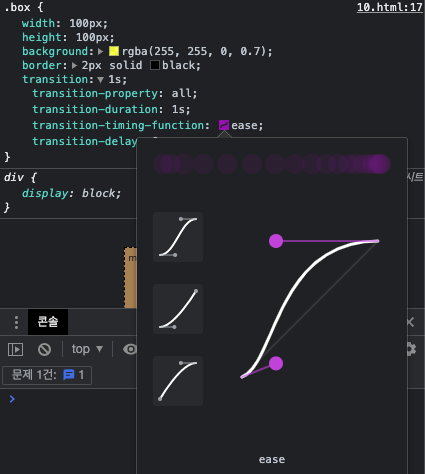 .box {
10.html:17
width: 100px;
height: 100px;
background: rgba(255, 255, 0, 0.7);
border: 2px solid black;
transition: 1s;
transition-property: all;
transition-duration: 1s;
transition-timing-function: ease;
transition-delay
}
div {
시트
display: block;
}
m
콘솔
top
문제 1건: 1
ease